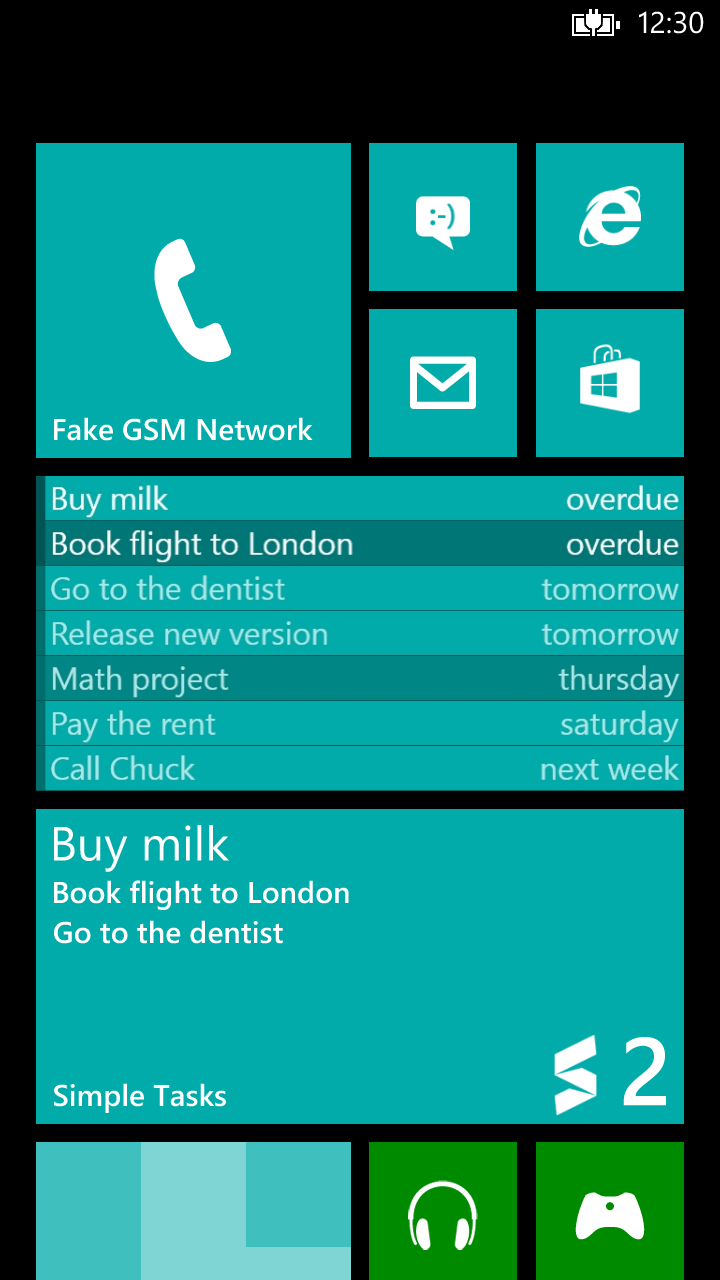 12:30
:-)
Fake GSM Network
Buy milk overdue
Book flight to London overdue
Go to the dentist tomorrow
Release new version tomorrow
Math project thursday
Pay the rent saturday
Call Chuck next week
Buy milk
Book flight to London
Go to the dentist
Simple Tasks 2